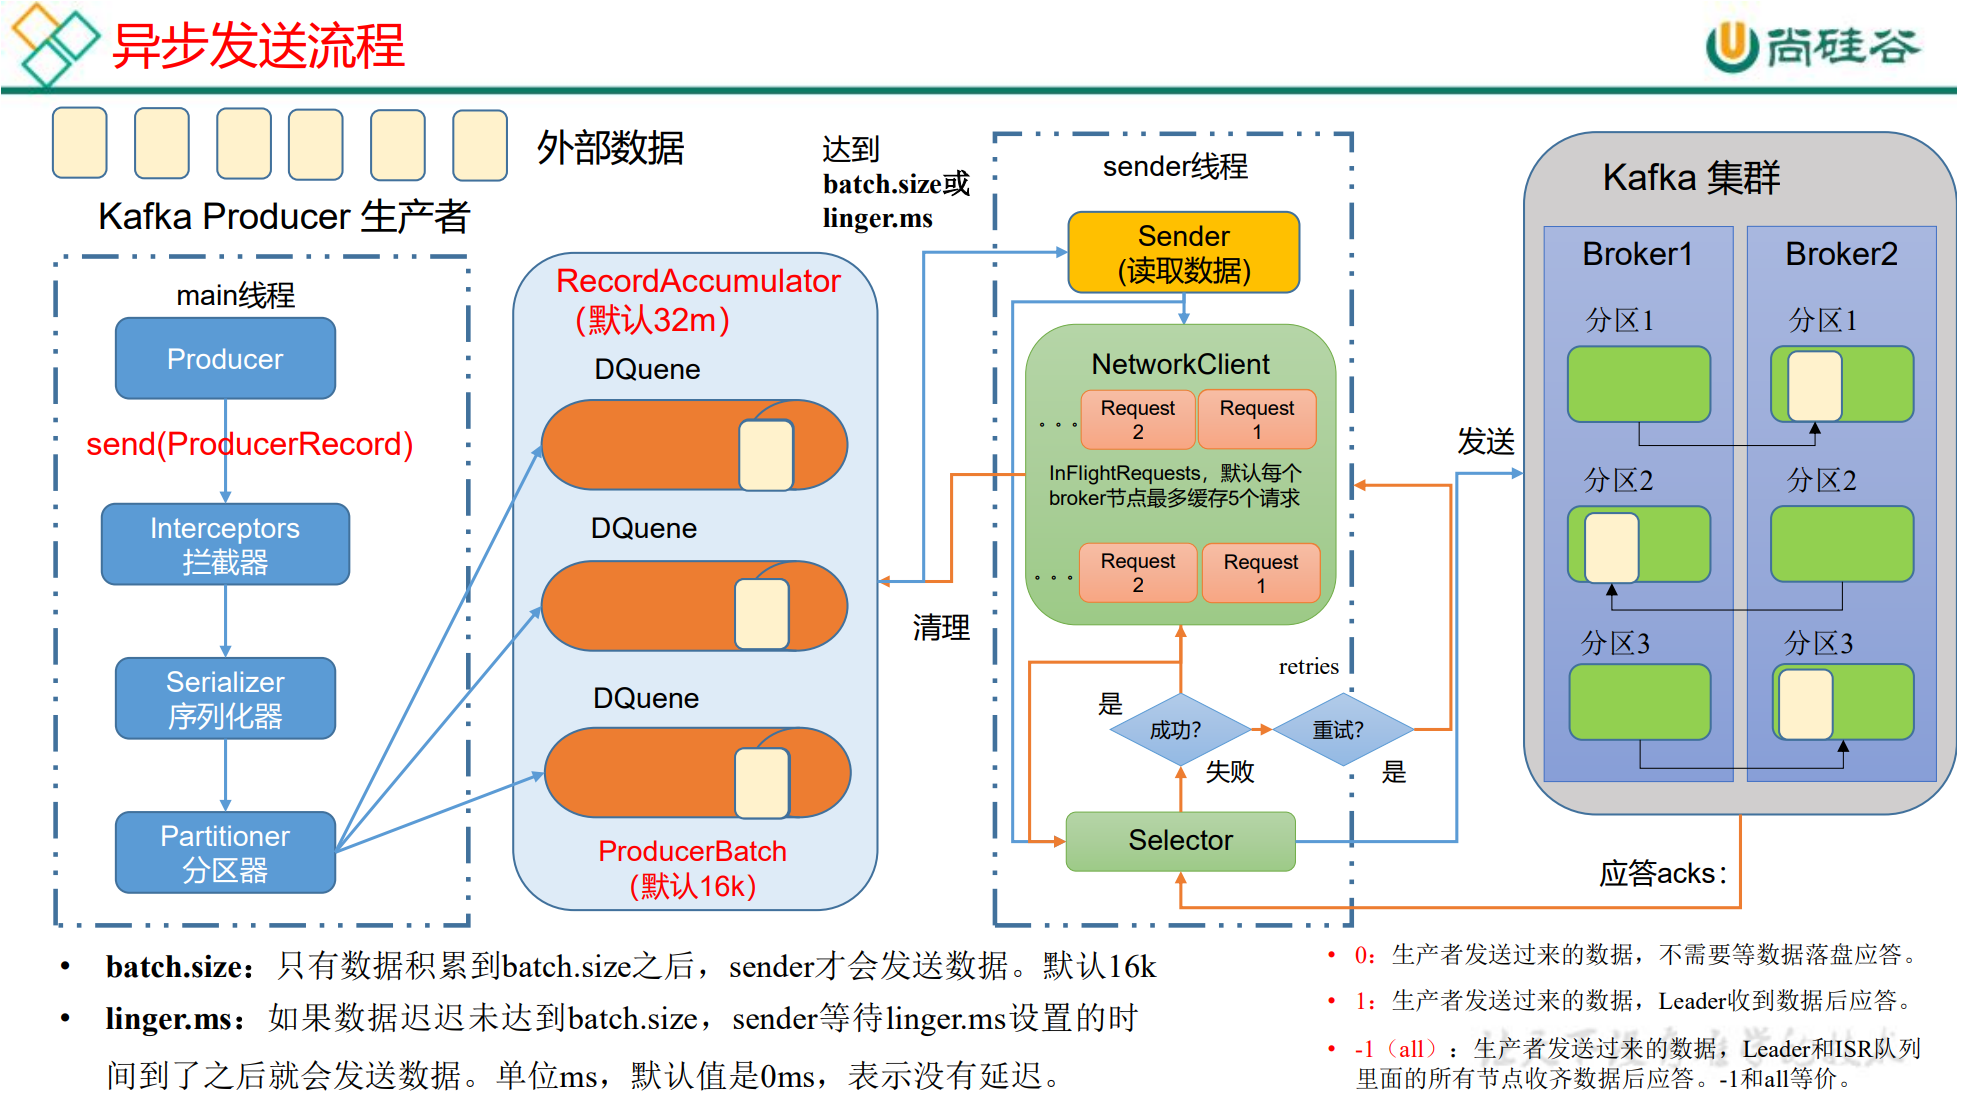 异步发送流程
尚硅谷
外部数据
Kafka Producer 生产者
main线程
Producer
send(ProducerRecord)
Interceptors
拦截器
Serializer
序列化器
Partitioner
分区器
RecordAccumulator
（默认32m）
DQuene
DQuene
DQuene
ProducerBatch
（默认16k）
达到
batch.size或
linger.ms
清理
sender线程
Sender
(读取数据)
NetworkClient
。。。
Request
2
Request
1
InFlightRequests，默认每个
broker节点最多缓存5个请求
。。。
Request
2
Request
1
retries
是
成功？
重试？
失败
是
Selector
发送
Kafka 集群
Broker1
Broker2
分区1
分区1
分区2
分区2
分区3
分区3
应答acks：
• batch.size：只有数据积累到batch.size之后，sender才会发送数据。默认16k
• linger.ms：如果数据迟迟未达到batch.size，sender等待linger.ms设置的时
间到了之后就会发送数据。单位ms，默认值是0ms，表示没有延迟。
• 0：生产者发送过来的数据，不需要等数据落盘应答。
• 1：生产者发送过来的数据，Leader收到数据后应答。
• -1（all）：生产者发送过来的数据，Leader和ISR队列
里面的所有节点收齐数据后应答。-1和all等价。